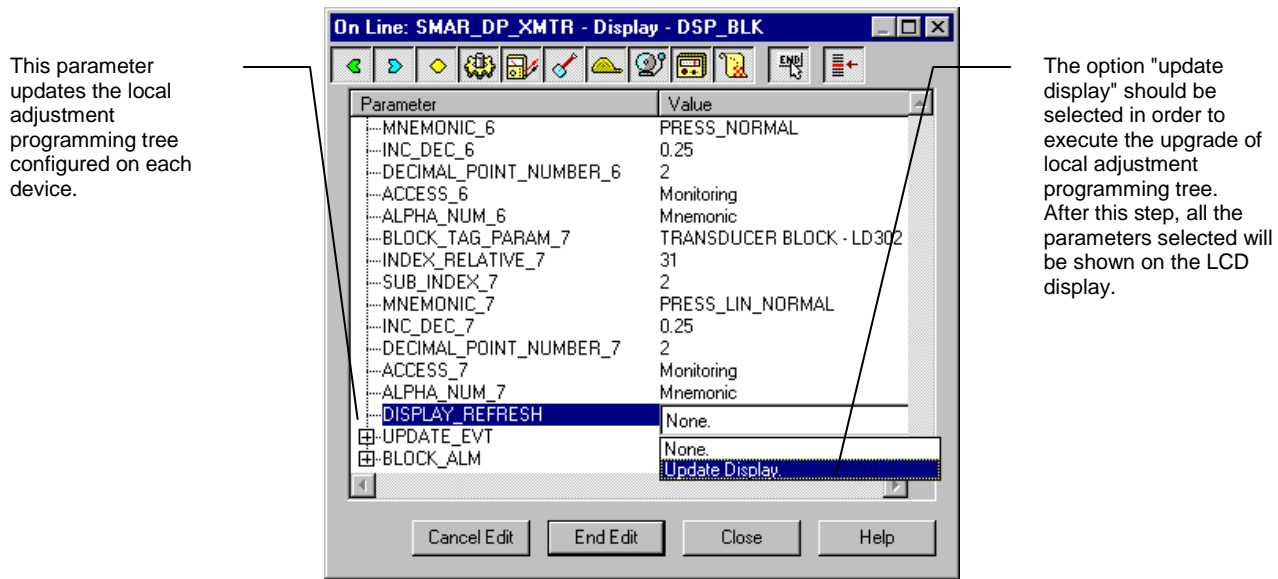 This parameter
updates the local
adjustment
programming tree
configured on each
device.
On Line: SMAR_DP_XMTR - Display - DSP_BLK
END
Parameter Value
MNEMONIC_6 PRESS_NORMAL
INC_DEC_6 0.25
DECIMAL_POINT_NUMBER_6 2
ACCESS_6 Monitoring
ALPHA_NUM_6 Mnemonic
BLOCK_TAG_PARAM_7 TRANSDUCER BLOCK - LD302
INDEX_RELATIVE_7 31
SUB_INDEX_7 2
MNEMONIC_7 PRESS_LIN_NORMAL
INC_DEC_7 0.25
DECIMAL_POINT_NUMBER_7 2
ACCESS_7 Monitoring
ALPHA_NUM_7 Mnemonic
DISPLAY_REFRESH None.
UPDATE_EVT
BLOCK_ALM
None.
Update Display.
Cancel Edit End Edit Close Help
The option "update
display" should be
selected in order to
execute the upgrade of
local adjustment
programming tree.
After this step, all the
parameters selected will
be shown on the LCD
display.